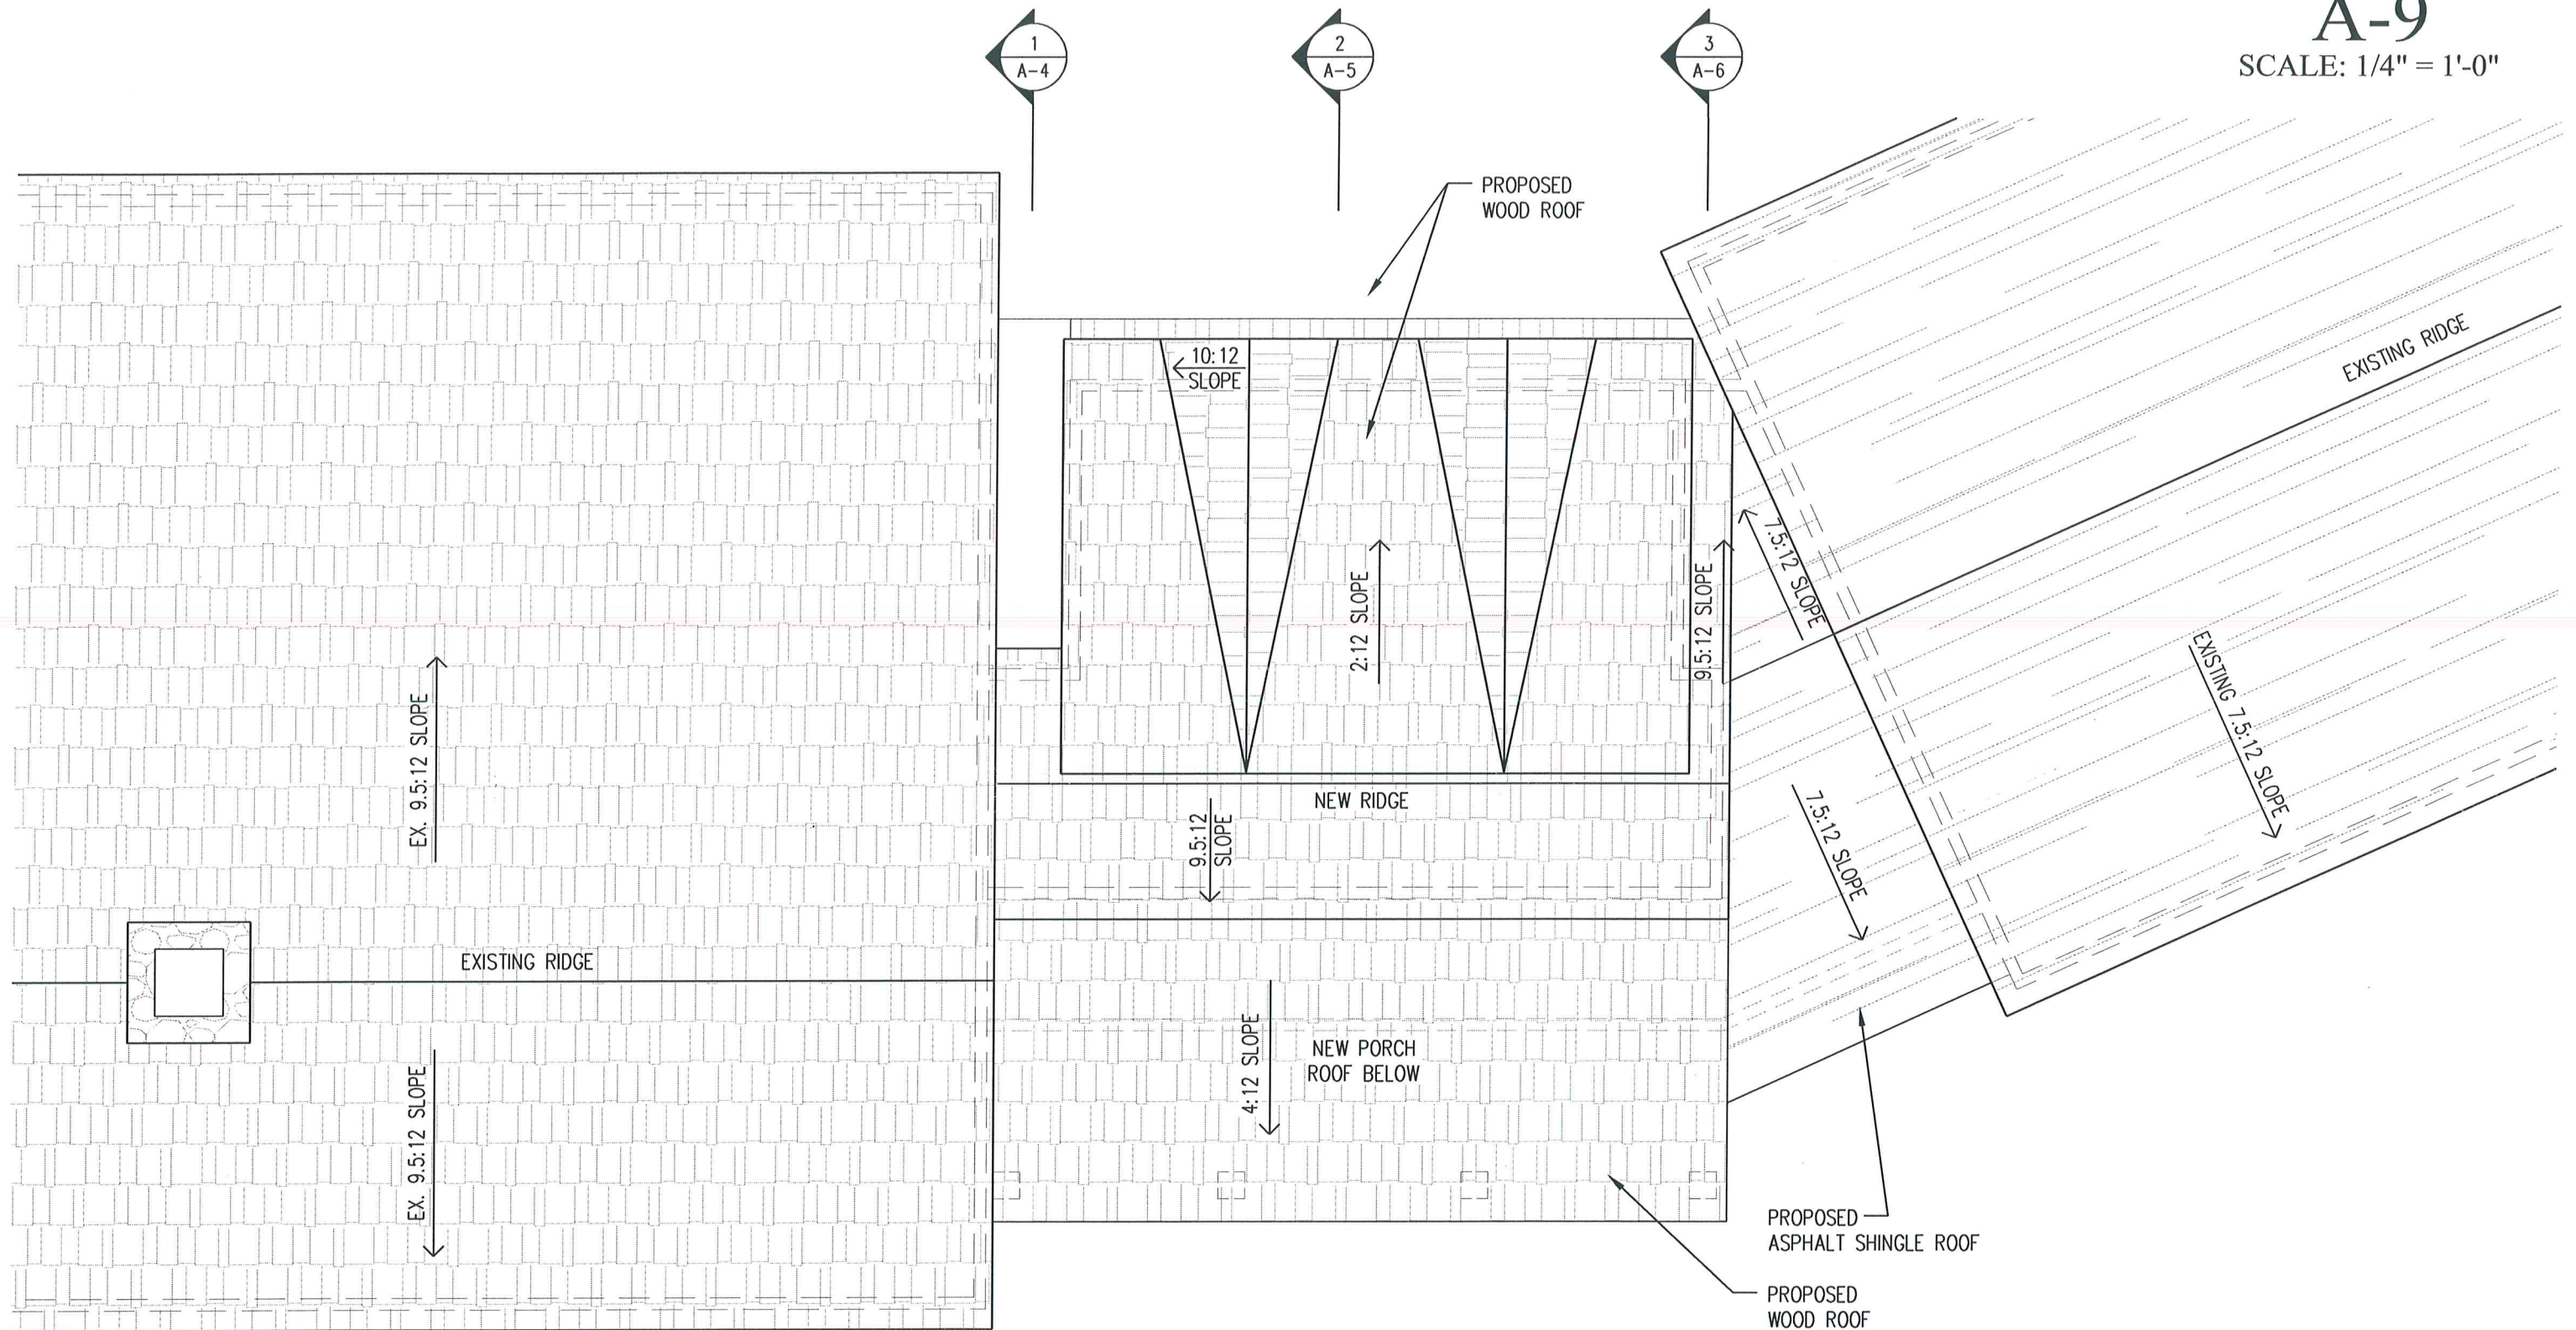 A-9
SCALE: 1/4" = 1'-0"
1
A-4
2
A-5
3
A-6
PROPOSED
WOOD ROOF
10:12
SLOPE
EXISTING RIDGE
7.5:12 SLOPE
9.5:12 SLOPE
2:12 SLOPE
EXISTING 7.5:12 SLOPE
EX. 9.5:12 SLOPE
NEW RIDGE
9.5:12
SLOPE
7.5:12 SLOPE
EXISTING RIDGE
4:12 SLOPE
NEW PORCH
ROOF BELOW
EX. 9.5:12 SLOPE
PROPOSED
ASPHALT SHINGLE ROOF
PROPOSED
WOOD ROOF